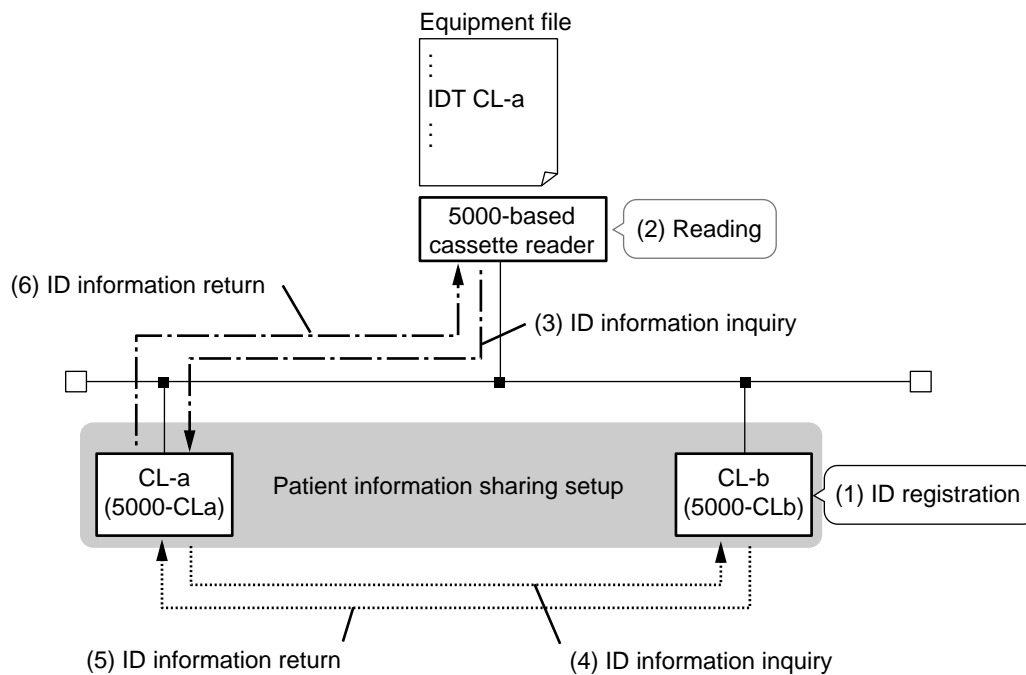 Equipment file
IDT CL-a
5000-based
cassette reader
(2) Reading
(6) ID information return
(3) ID information inquiry
CL-a
(5000-CLa)
Patient information sharing setup
CL-b
(5000-CLb)
(1) ID registration
(5) ID information return
(4) ID information inquiry